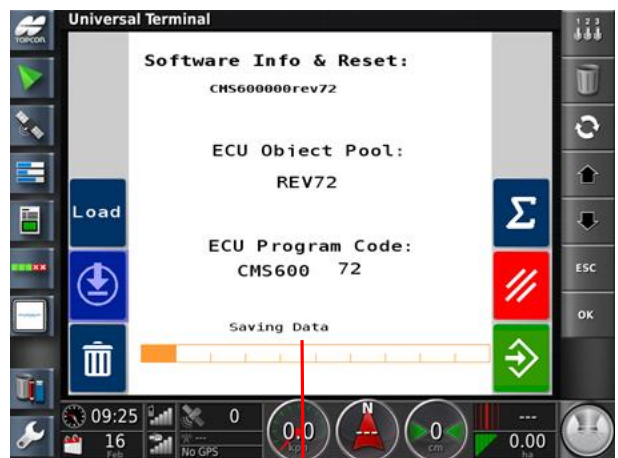 Universal Terminal
TOPCON
1 2 3
Software Info & Reset:
CMS600000rev72
ECU Object Pool:
REV72
Load
Σ
ECU Program Code:
CMS600 72
ESC
OK
Saving Data
09:25
0
N
0.0
kph
0
cm
---
16
Feb
---
No GPS
0.00
ha